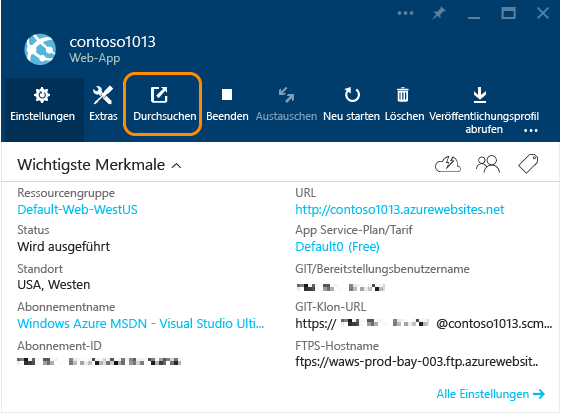 contoso1013
Web-App
Einstellungen
Extras
Durchsuchen
Beenden
Austauschen
Neu starten
Löschen
Veröffentlichungsprofil
abrufen
Wichtigste Merkmale
Ressourcengruppe
Default-Web-WestUS
Status
Wird ausgeführt
Standort
USA, Westen
Abonnementname
Windows Azure MSDN - Visual Studio Ulti...
Abonnement-ID
URL
http://contoso1013.azurewebsites.net
App Service-Plan/Tarif
Default0 (Free)
GIT/Bereitstellungsbenutzername
GIT-Klon-URL
https:// @contoso1013.scm...
FTPS-Hostname
ftps://waws-prod-bay-003.ftp.azurewebsit..
Alle Einstellungen